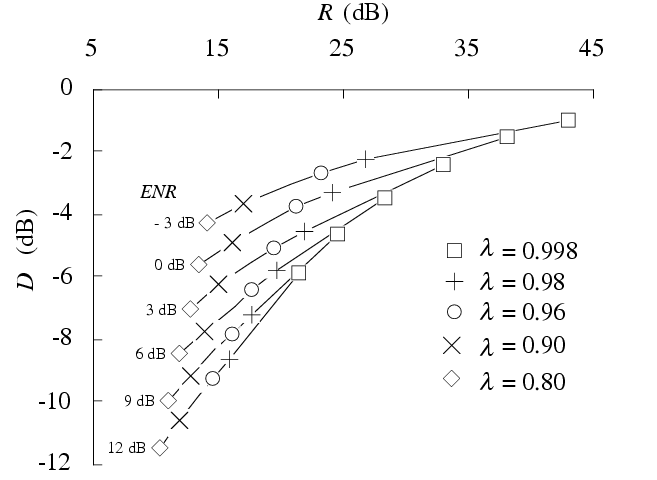 R (dB)
5 15 25 35 45
0
-2
ENR
-4
- 3 dB
D (dB)
0 dB
λ = 0.998
-6
λ = 0.98
3 dB
λ = 0.96
-8
6 dB
λ = 0.90
9 dB
λ = 0.80
-10
12 dB
-12